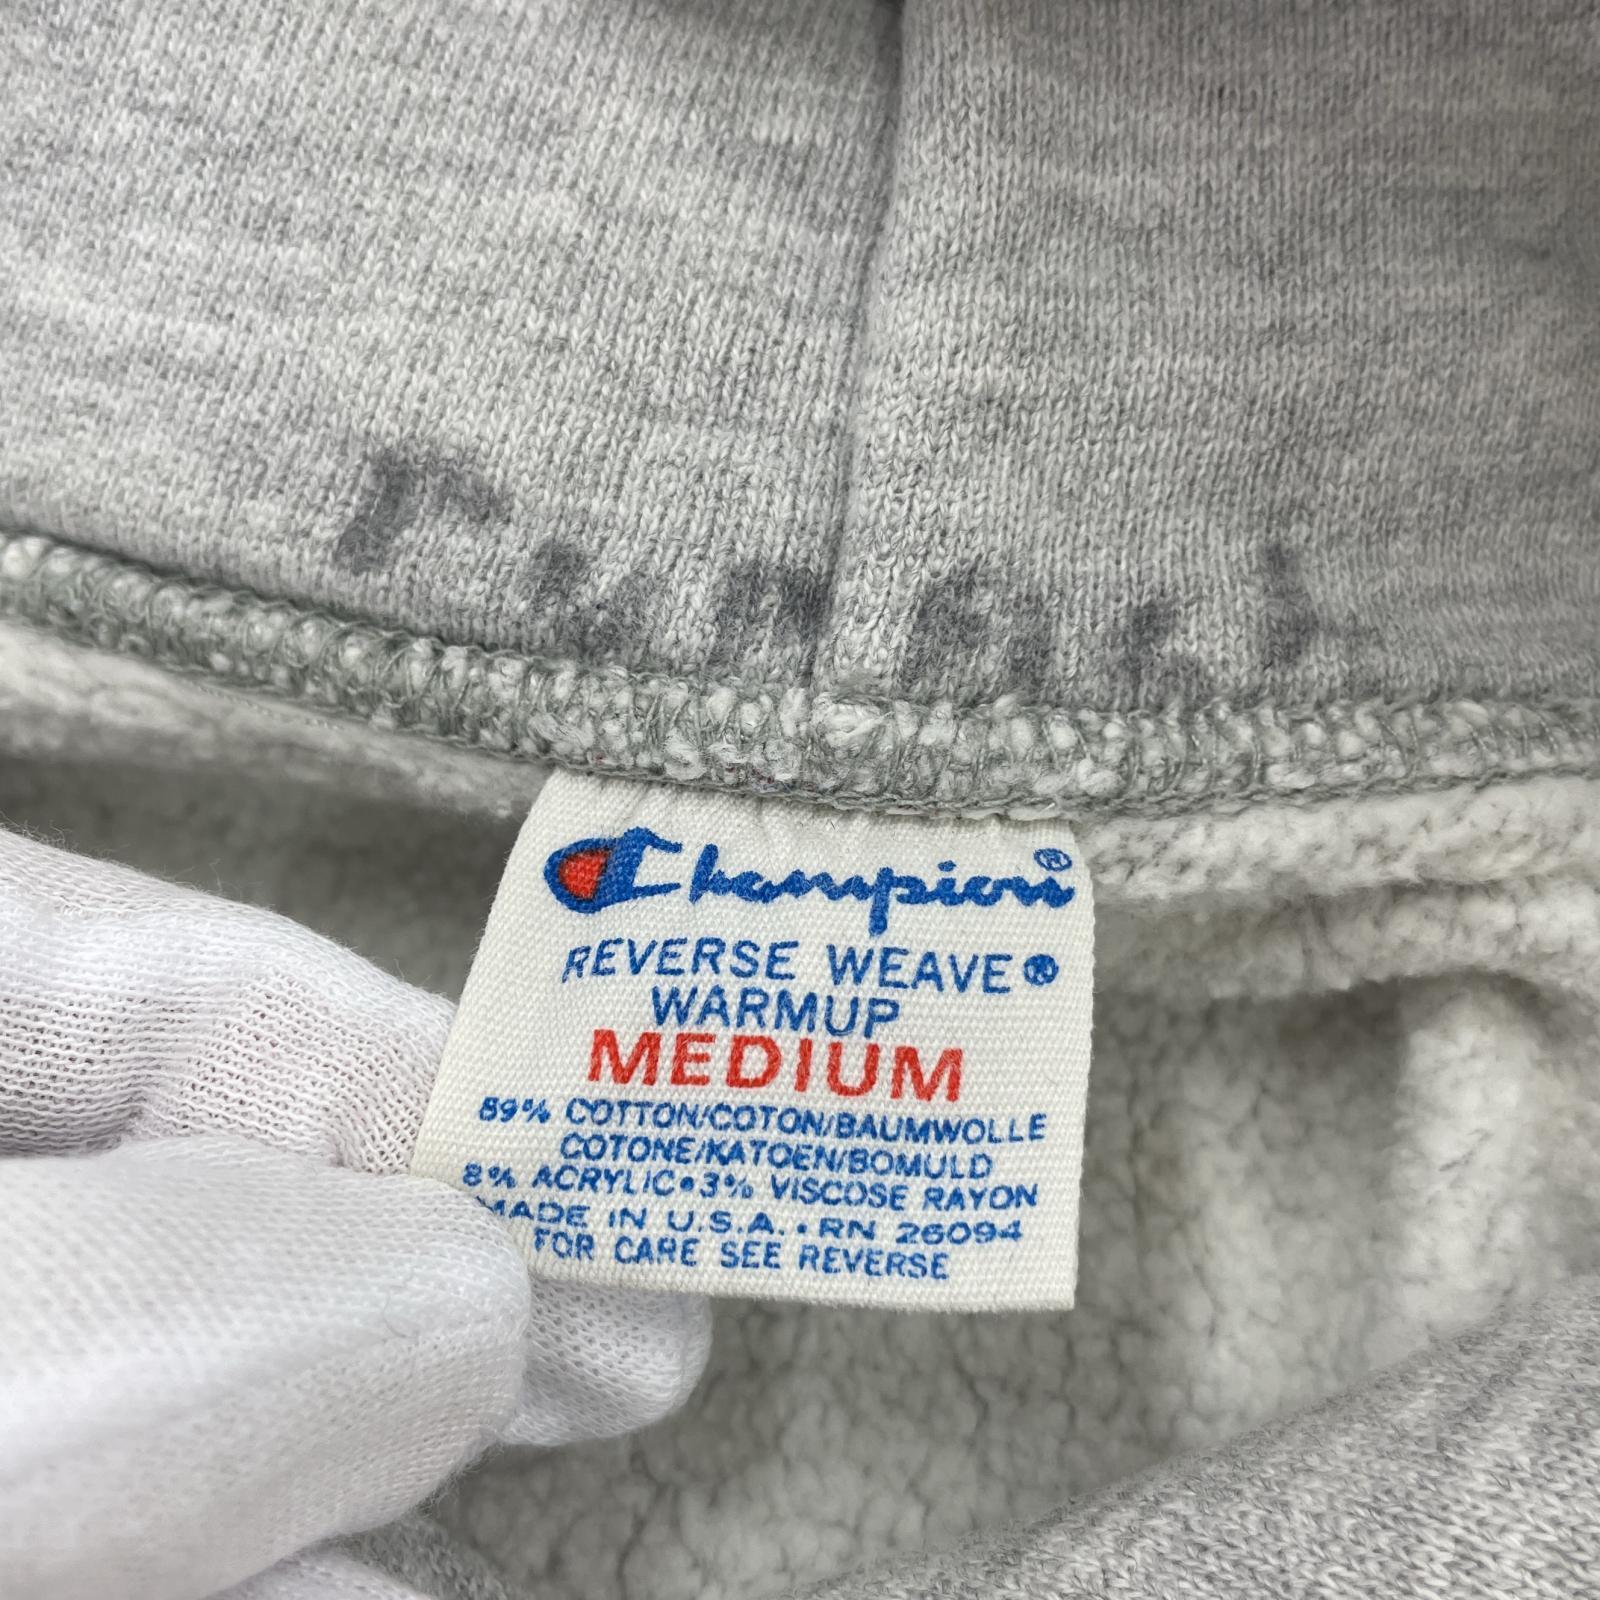 Champion®
REVERSE WEAVE®
WARMUP
MEDIUM
89% COTTON/COTON/BAUMWOLLE
COTONE/KATOEN/BOMULD
8% ACRYLIC•3% VISCOSE RAYON
MADE IN U.S.A.•RN 26094
FOR CARE SEE REVERSE